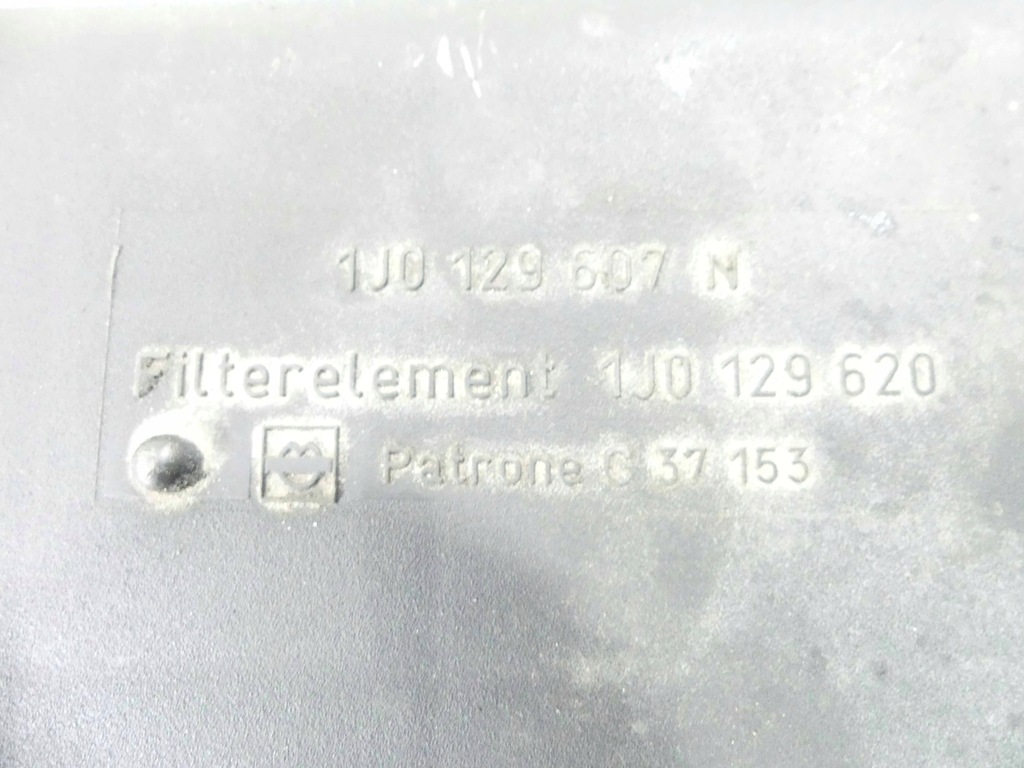 1J0 129 607 N
Filterelement 1J0 129 620
Patrone C 37 153